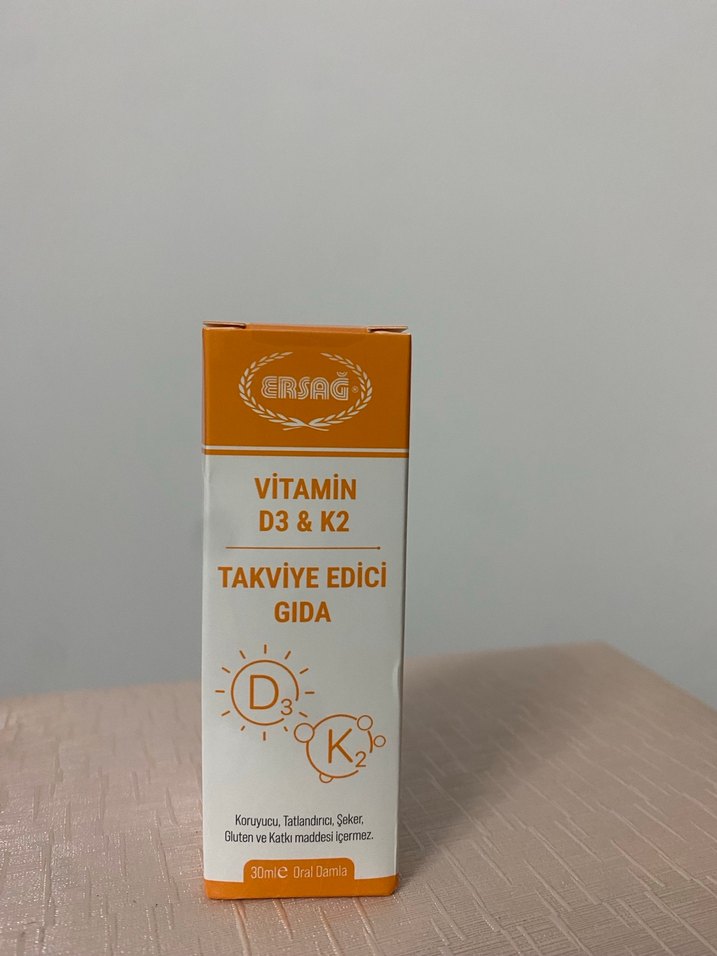 ERSAĞ®
VİTAMİN
D3 & K2
TAKVİYE EDİCİ
GIDA
D3
K2
Koruyucu, Tatlandırıcı, Şeker,
Gluten ve Katkı maddesi içermez.
30ml℮ Oral Damla